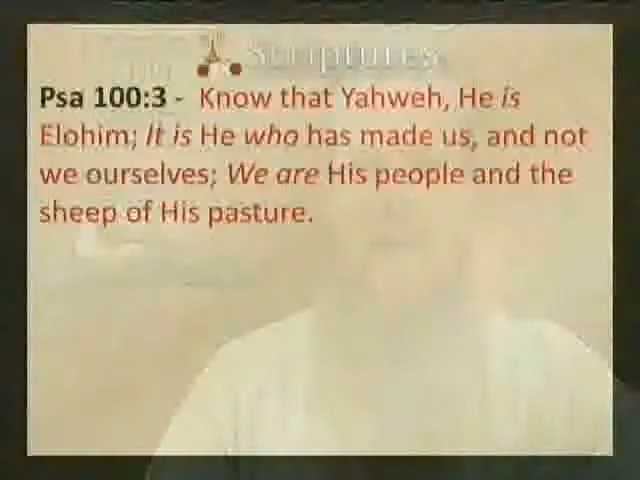 Scriptures
Psa 100:3 - Know that Yahweh, He is
Elohim; It is He who has made us, and not
we ourselves; We are His people and the
sheep of His pasture.